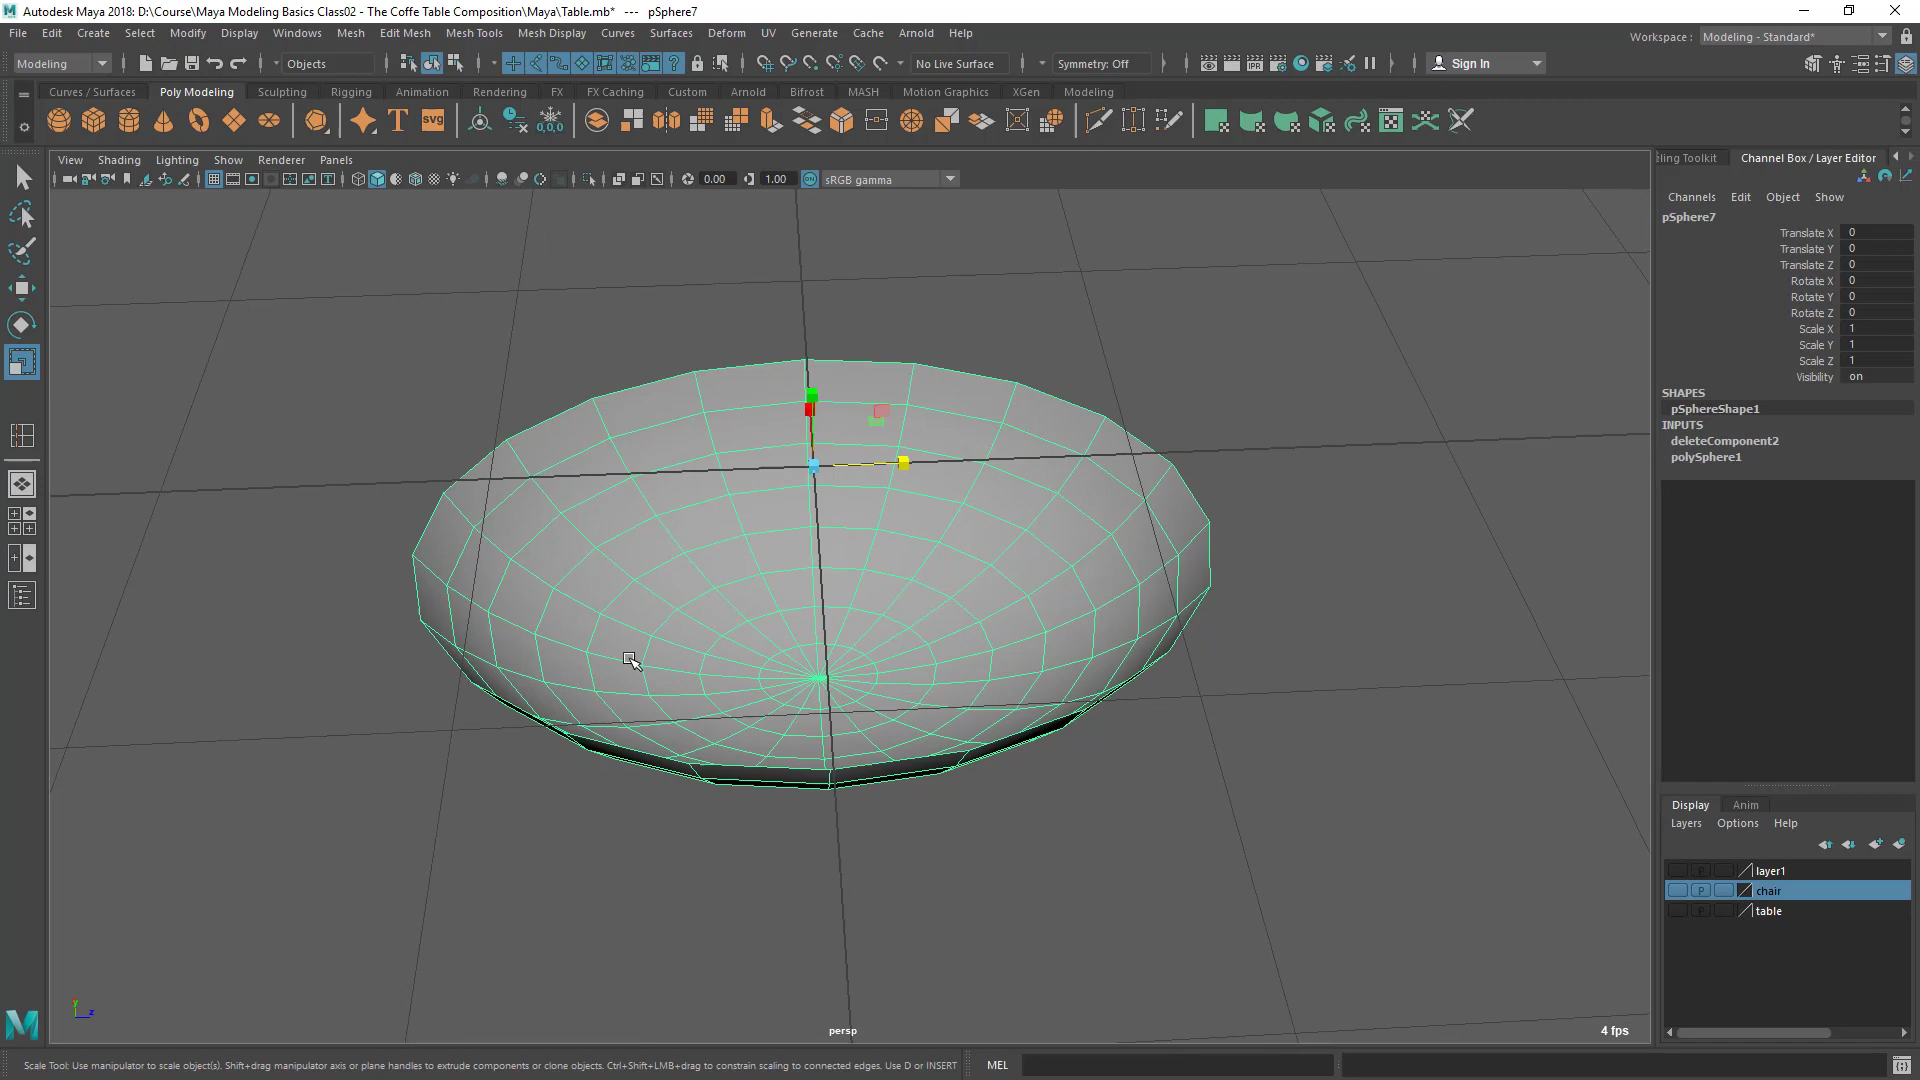 Autodesk Maya 2018: D:\Course\Maya Modeling Basics Class02 - The Coffe Table Composition\Maya\Table.mb* --- pSphere7
File Edit Create Select Modify Display Windows Mesh Edit Mesh Mesh Tools Mesh Display Curves Surfaces Deform UV Generate Cache Arnold Help
Workspace : Modeling - Standard*
Modeling Objects No Live Surface Symmetry: Off Sign In
Curves / Surfaces Poly Modeling Sculpting Rigging Animation Rendering FX FX Caching Custom Arnold Bifrost MASH Motion Graphics XGen Modeling
T svg 0,0,0
View Shading Lighting Show Renderer Panels
0.00 1.00 ON sRGB gamma
ling Toolkit Channel Box / Layer Editor
Channels Edit Object Show
pSphere7
Translate X 0
Translate Y 0
Translate Z 0
Rotate X 0
Rotate Y 0
Rotate Z 0
Scale X 1
Scale Y 1
Scale Z 1
Visibility on
SHAPES
pSphereShape1
INPUTS
deleteComponent2
polySphere1
Display Anim
Layers Options Help
P layer1
P chair
P table
y
z
persp
4 fps
Scale Tool: Use manipulator to scale object(s). Shift+drag manipulator axis or plane handles to extrude components or clone objects. Ctrl+Shift+LMB+drag to constrain scaling to connected edges. Use D or INSERT
MEL